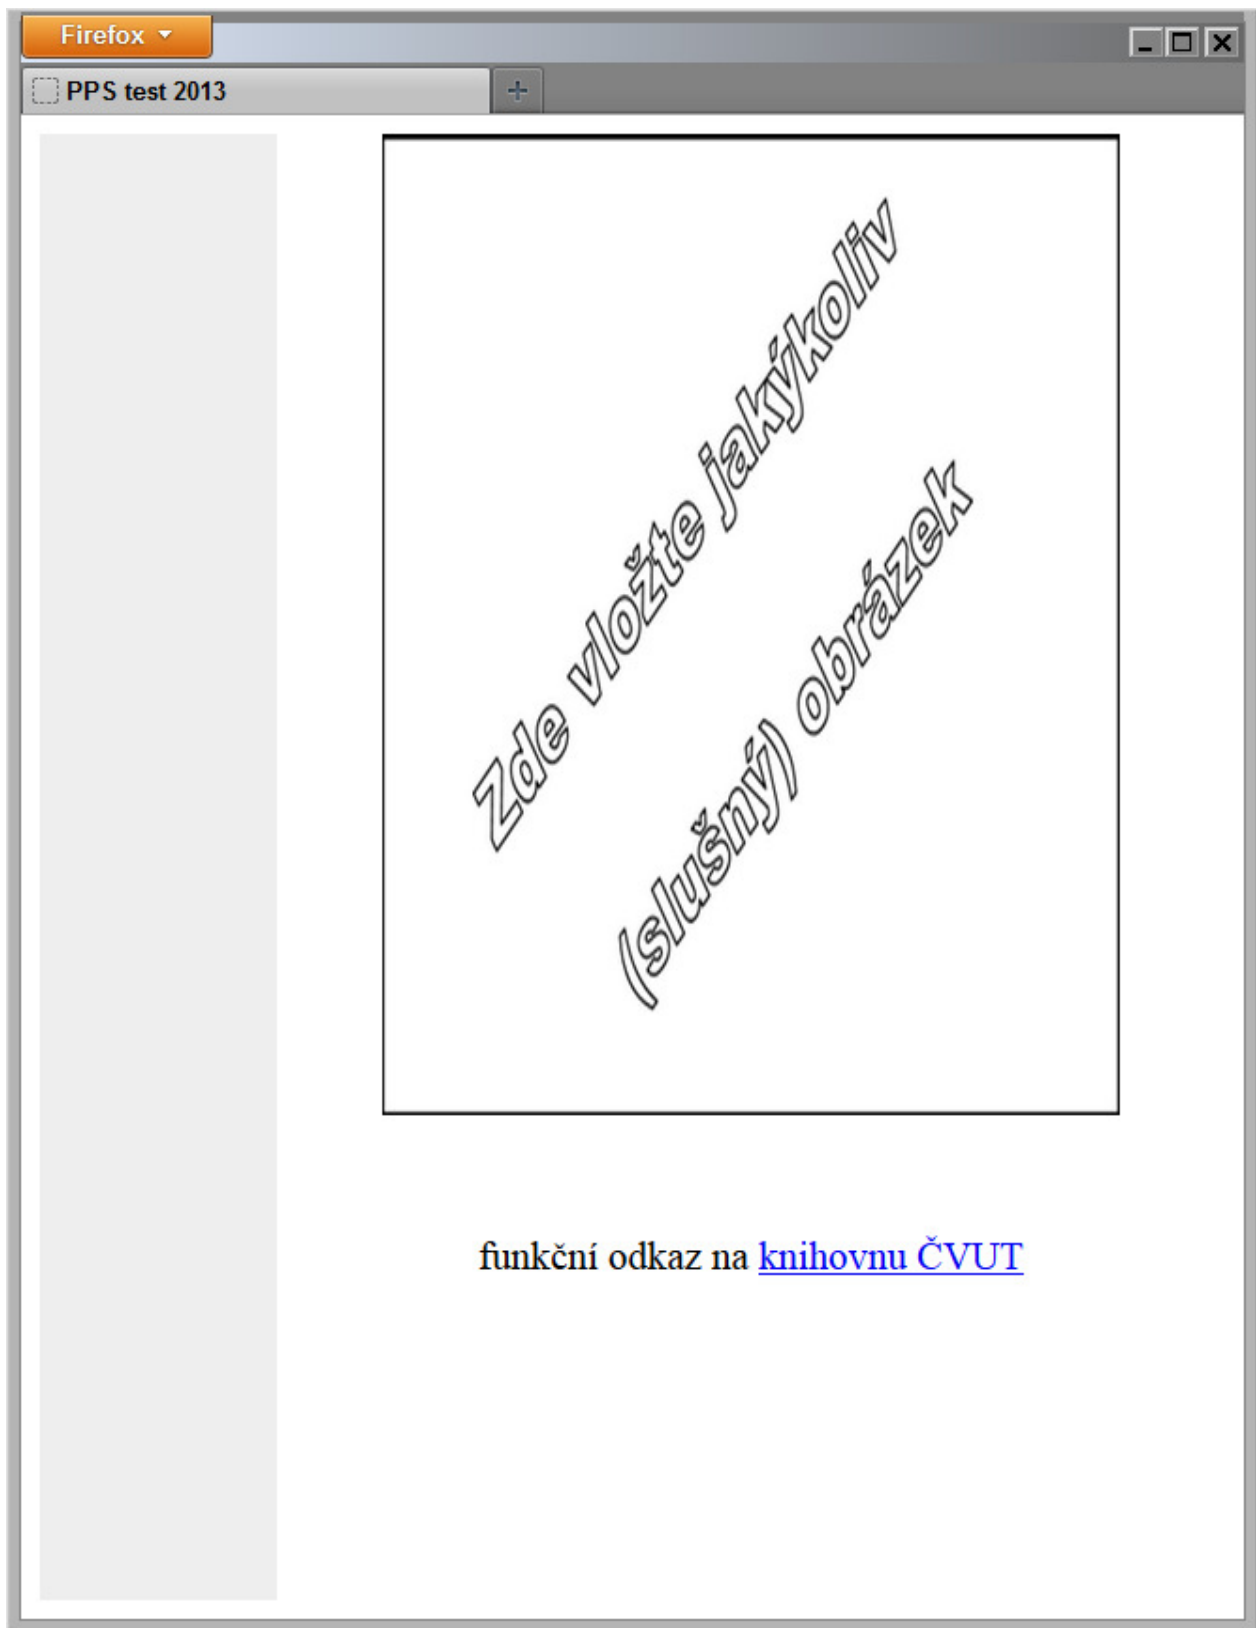 Firefox
PPS test 2013
Zde vložte jakýkoliv
(slušný) obrázek
funkční odkaz na knihovnu ČVUT